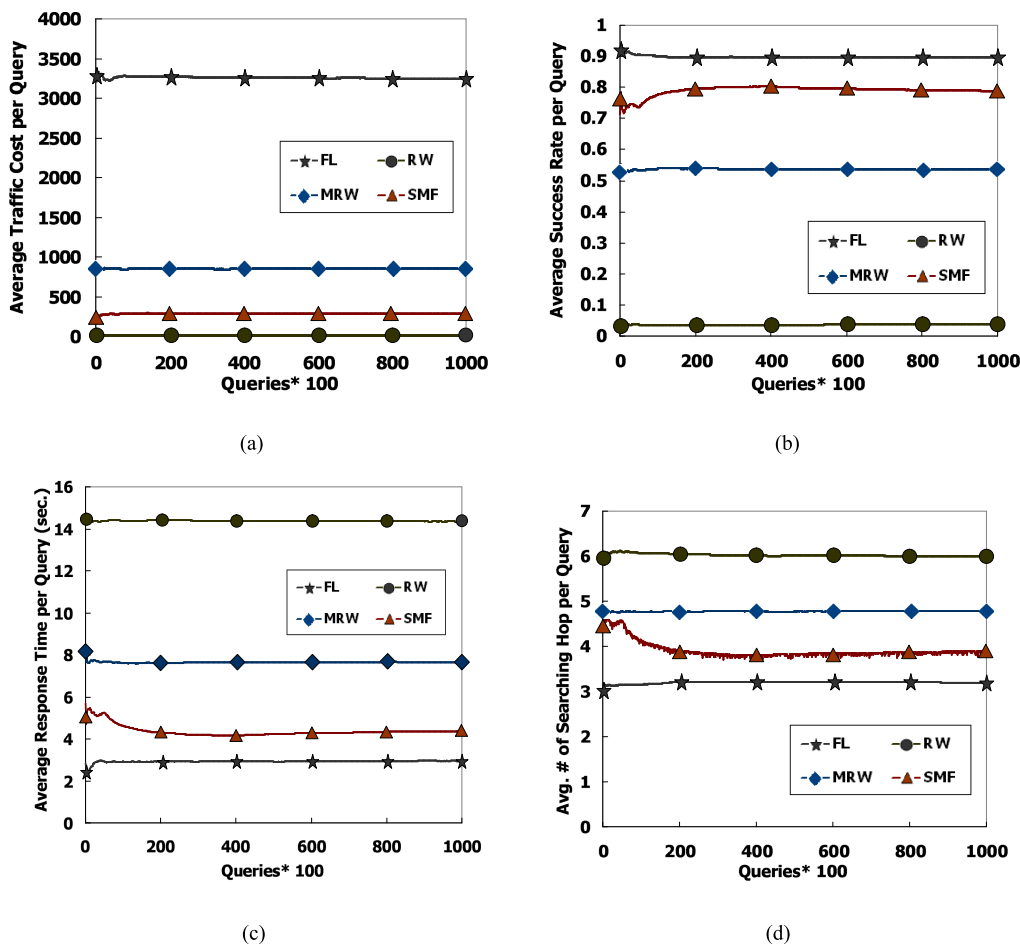 Average Traffic Cost per Query
4000
3500
3000
2500
2000
1500
1000
500
0
FL RW
MRW SMF
0 200 400 600 800 1000
Queries* 100
(a)
Average Success Rate per Query
1
0.9
0.8
0.7
0.6
0.5
0.4
0.3
0.2
0.1
0
FL RW
MRW SMF
0 200 400 600 800 1000
Queries* 100
(b)
Average Response Time per Query (sec.)
16
14
12
10
8
6
4
2
0
FL RW
MRW SMF
0 200 400 600 800 1000
Queries* 100
(c)
Avg. # of Searching Hop per Query
7
6
5
4
3
2
1
0
FL RW
MRW SMF
0 200 400 600 800 1000
Queries* 100
(d)